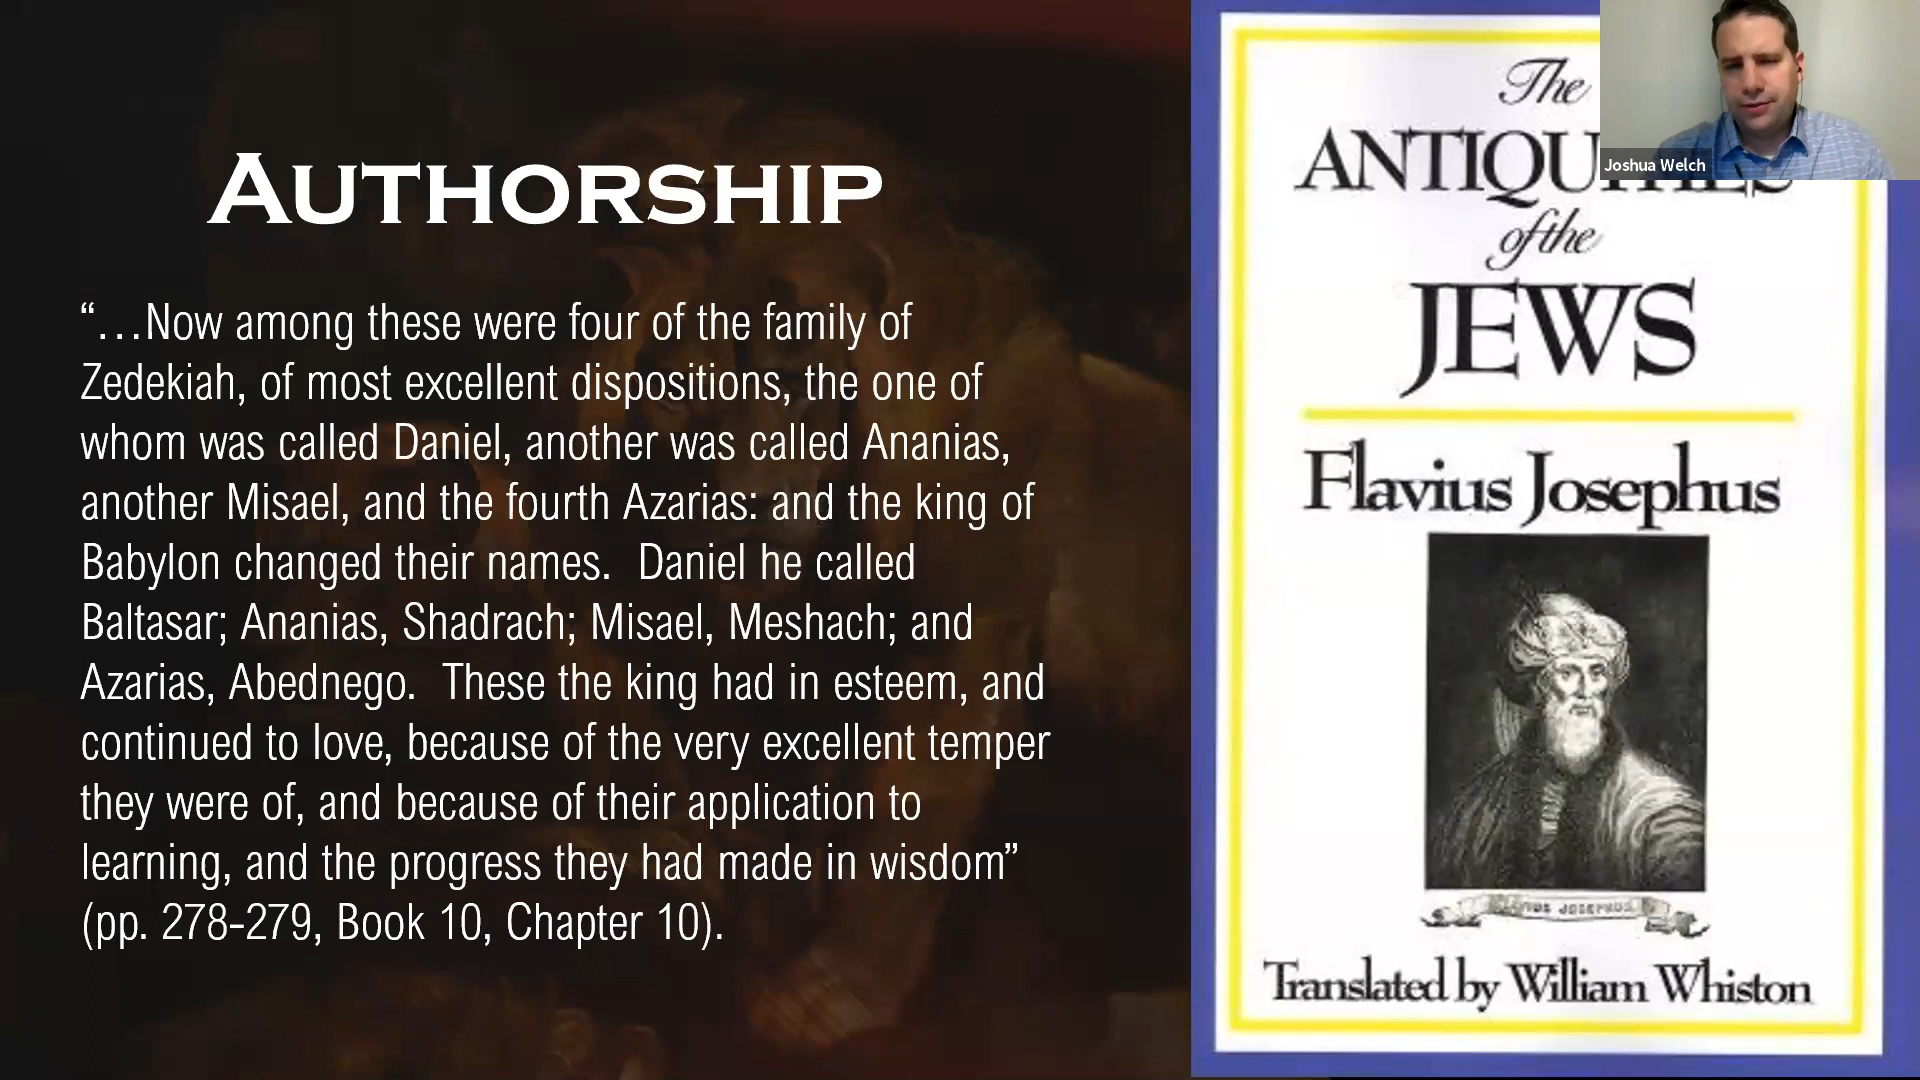 AUTHORSHIP
“…Now among these were four of the family of
Zedekiah, of most excellent dispositions, the one of
whom was called Daniel, another was called Ananias,
another Misael, and the fourth Azarias: and the king of
Babylon changed their names.  Daniel he called
Baltasar; Ananias, Shadrach; Misael, Meshach; and
Azarias, Abednego.  These the king had in esteem, and
continued to love, because of the very excellent temper
they were of, and because of their application to
learning, and the progress they had made in wisdom”
(pp. 278-279, Book 10, Chapter 10).
The
of the
JEWS
Flavius Josephus
JOSEPHUS
Translated by William Whiston
Joshua Welch